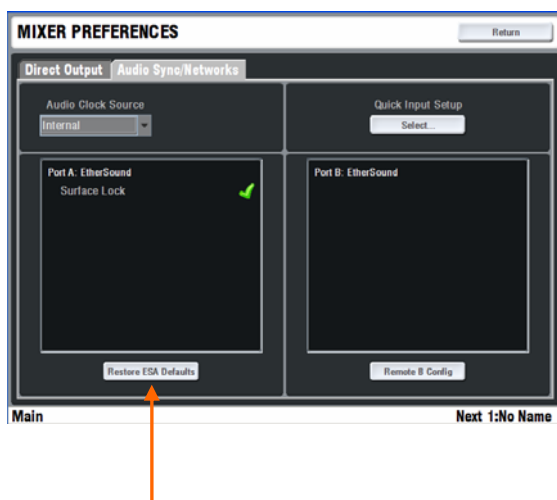 MIXER PREFERENCES
Return
Direct Output
Audio Sync/Networks
Audio Clock Source
Internal
Quick Input Setup
Select...
Port A: EtherSound
Surface Lock
Port B: EtherSound
Restore ESA Defaults
Remote B Config
Main
Next 1:No Name